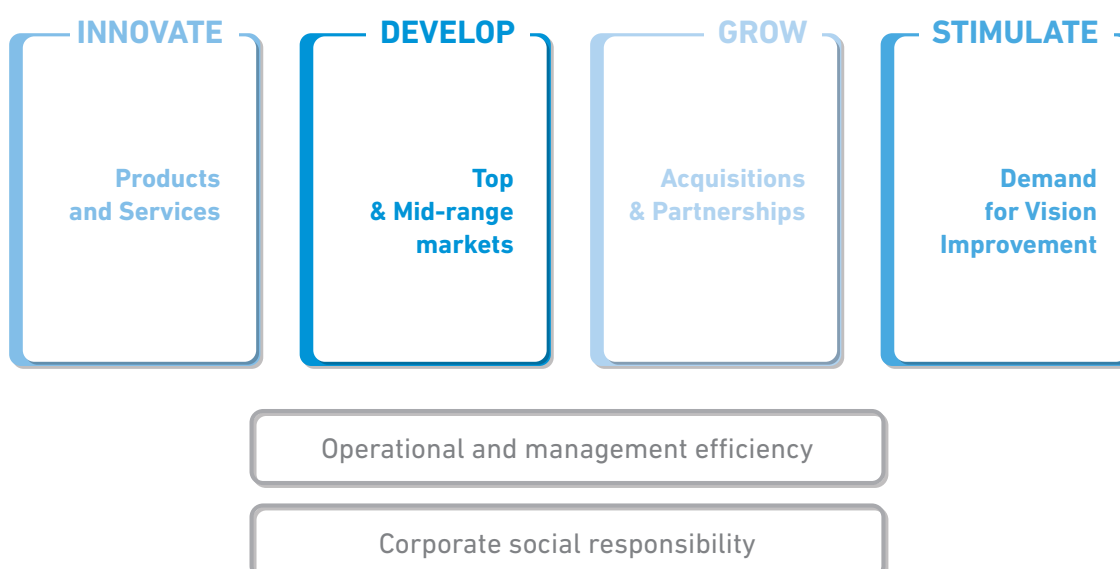 INNOVATE
Products
and Services
DEVELOP
Top
& Mid-range
markets
GROW
Acquisitions
& Partnerships
STIMULATE
Demand
for Vision
Improvement
Operational and management efficiency
Corporate social responsibility